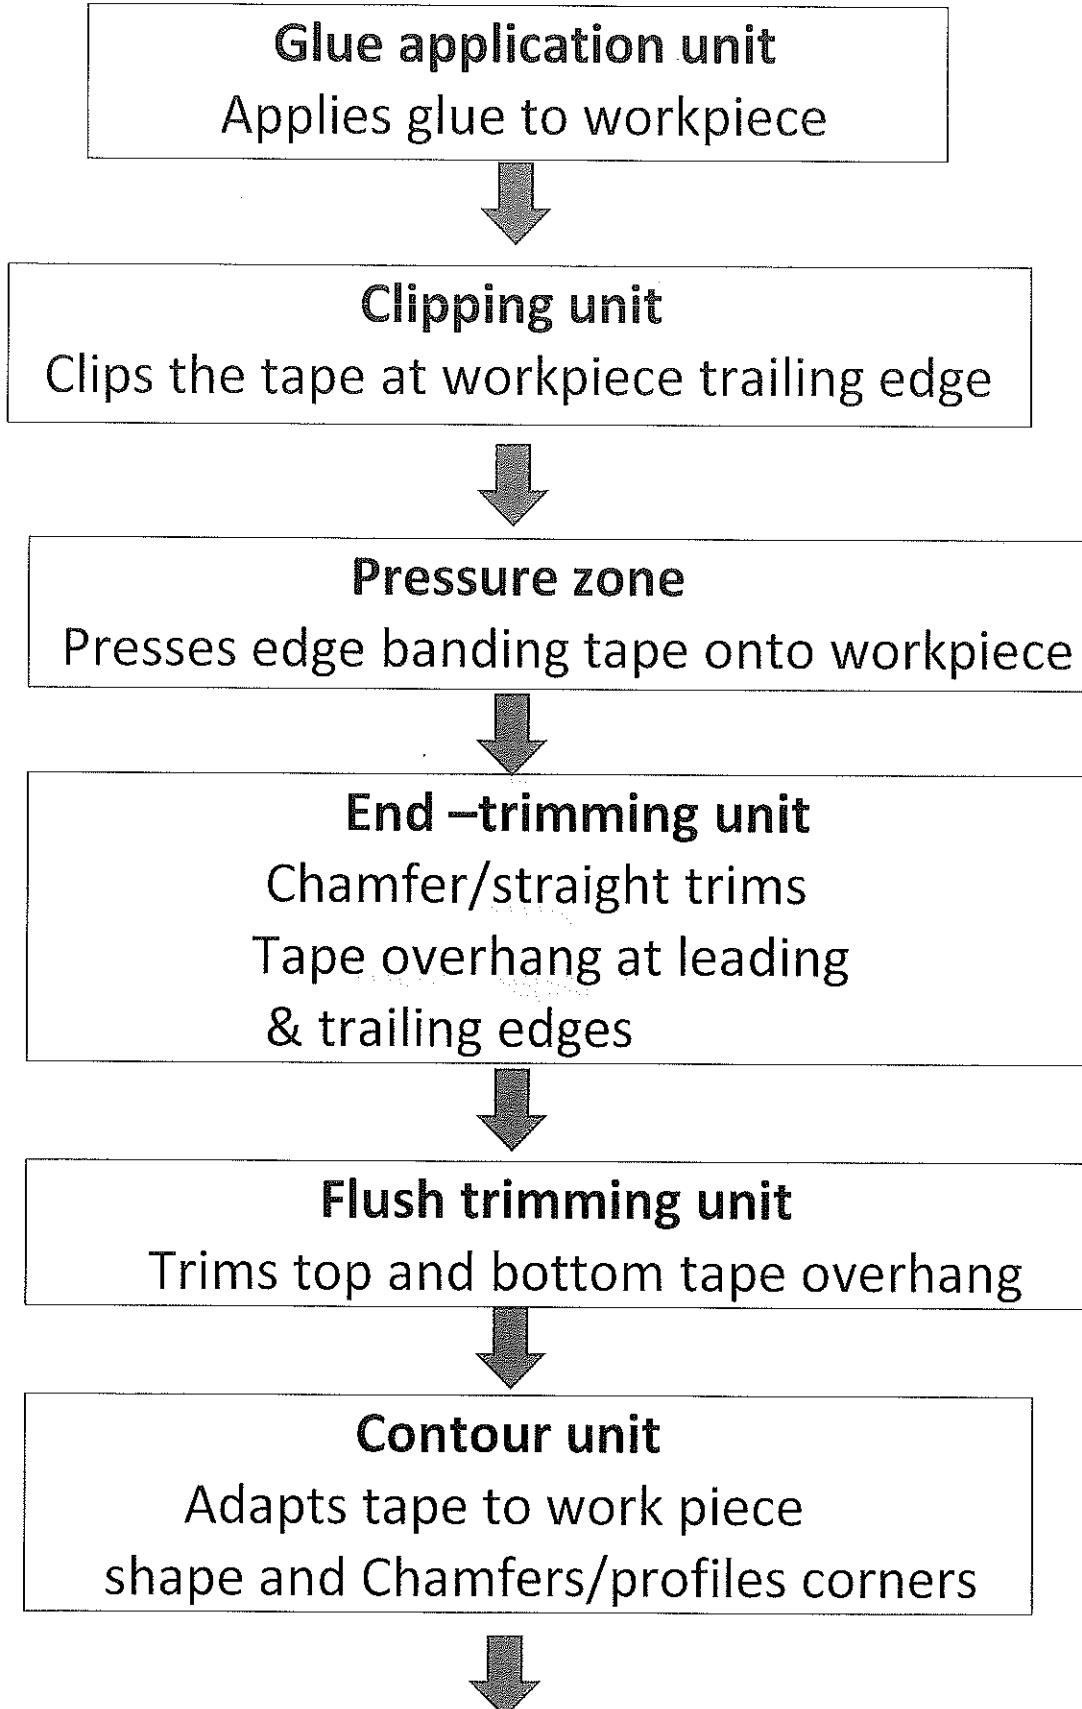 Glue application unit
Applies glue to workpiece
Clipping unit
Clips the tape at workpiece trailing edge
Pressure zone
Presses edge banding tape onto workpiece
End –trimming unit
Chamfer/straight trims
Tape overhang at leading
& trailing edges
Flush trimming unit
Trims top and bottom tape overhang
Contour unit
Adapts tape to work piece
shape and Chamfers/profiles corners